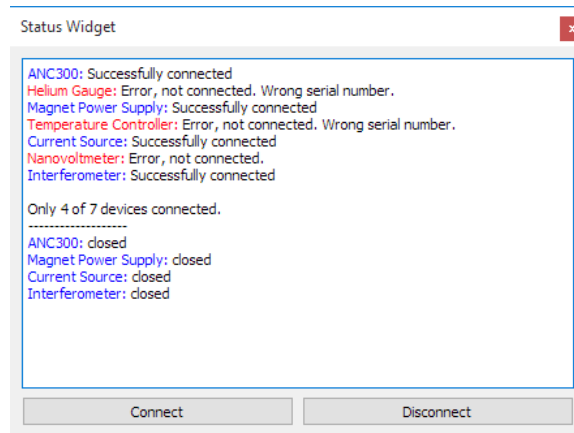 Status Widget
ANC300: Successfully connected
Helium Gauge: Error, not connected. Wrong serial number.
Magnet Power Supply: Successfully connected
Temperature Controller: Error, not connected. Wrong serial number.
Current Source: Successfully connected
Nanovoltmeter: Error, not connected.
Interferometer: Successfully connected
Only 4 of 7 devices connected.
-------------------
ANC300: closed
Magnet Power Supply: closed
Current Source: closed
Interferometer: closed
Connect
Disconnect